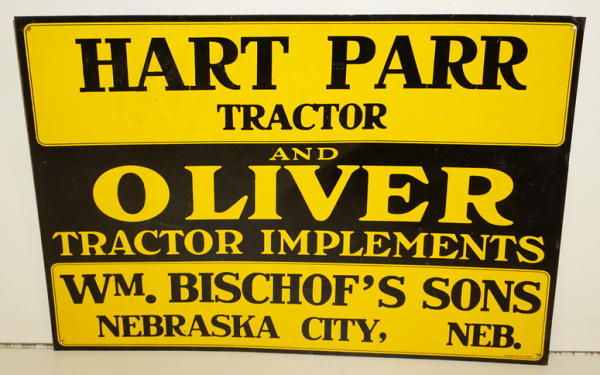 HART PARR
TRACTOR
AND
OLIVER
TRACTOR IMPLEMENTS
WM. BISCHOF'S SONS
NEBRASKA CITY, NEB.